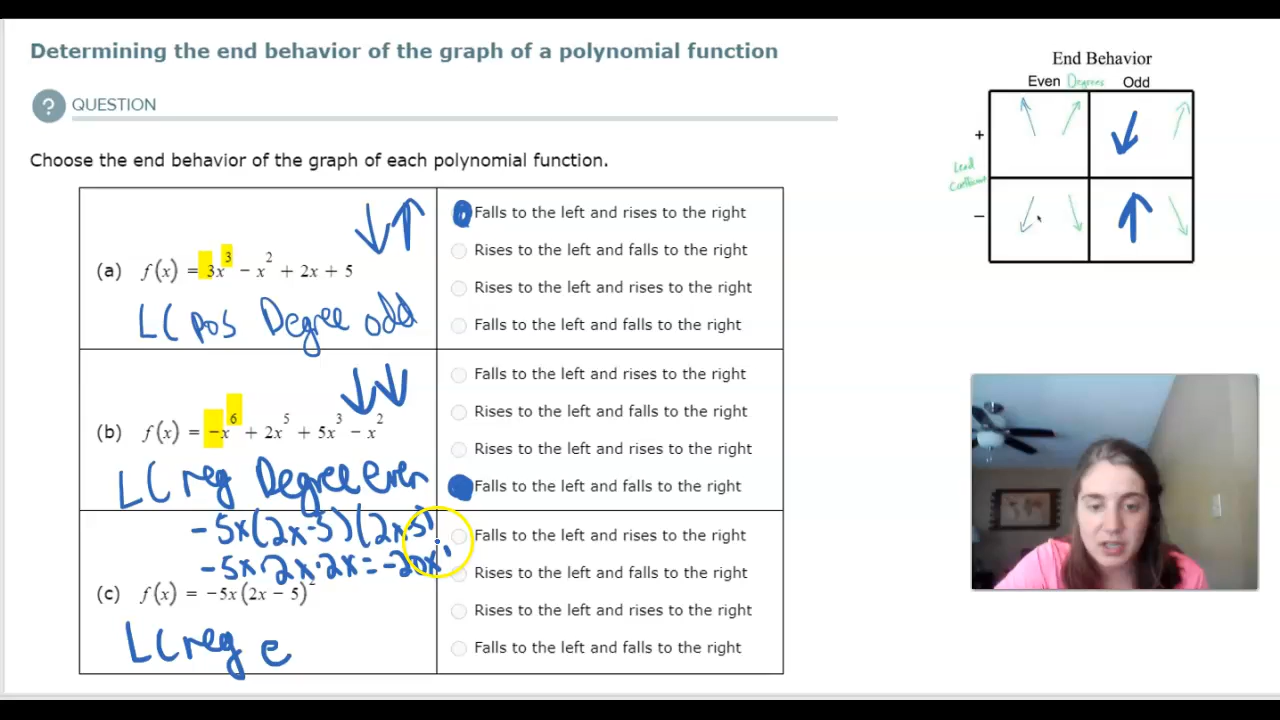 Determining the end behavior of the graph of a polynomial function
End Behavior
Even Degrees Odd
? QUESTION
+
Choose the end behavior of the graph of each polynomial function.
Lead
Coefficient
−
(a) f(x) = 3x³ − x² + 2x + 5
LC pos Degree odd
Falls to the left and rises to the right
Rises to the left and falls to the right
Rises to the left and rises to the right
Falls to the left and falls to the right
(b) f(x) = −x⁶ + 2x⁵ + 5x³ − x²
LC neg Degree even
Falls to the left and rises to the right
Rises to the left and falls to the right
Rises to the left and rises to the right
Falls to the left and falls to the right
-5x(2x-5)(2x-5)
-5x·2x·2x=-20x
(c) f(x) = −5x(2x − 5)²
LC neg e
Falls to the left and rises to the right
Rises to the left and falls to the right
Rises to the left and rises to the right
Falls to the left and falls to the right